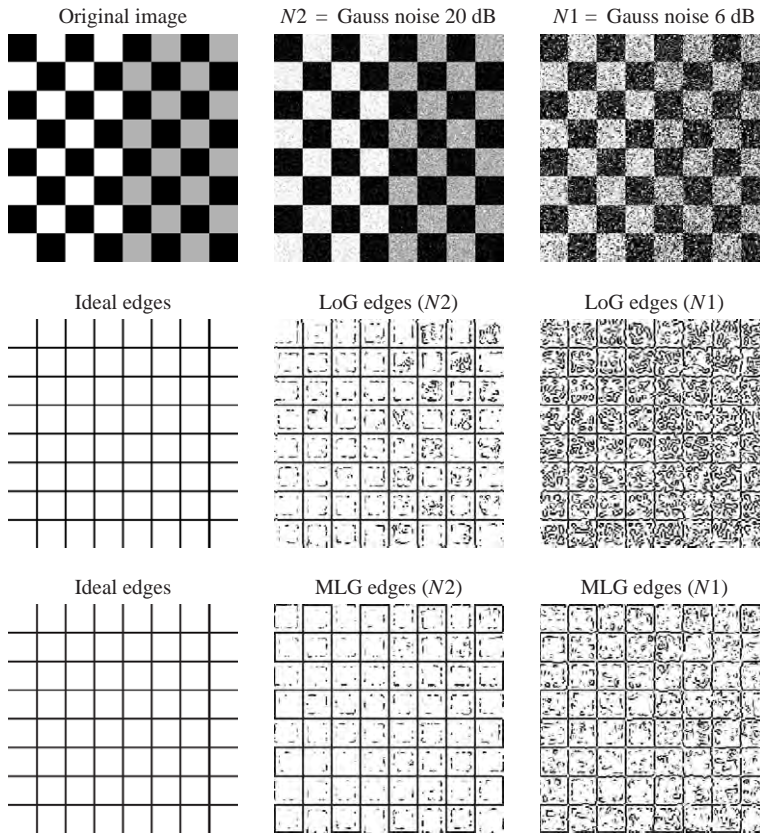 Original image
N2 = Gauss noise 20 dB
N1 = Gauss noise 6 dB
Ideal edges
LoG edges (N2)
LoG edges (N1)
Ideal edges
MLG edges (N2)
MLG edges (N1)